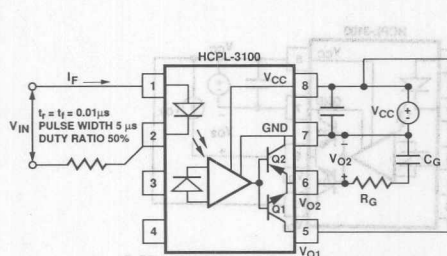 HCPL-3100
I_F
1
8
V_CC
t_r = t_f = 0.01μs
PULSE WIDTH 5 μs
DUTY RATIO 50%
V_IN
V_CC
2
7
GND
V_O2
C_G
Q2
3
6
V_O2
R_G
Q1
4
5
V_O1